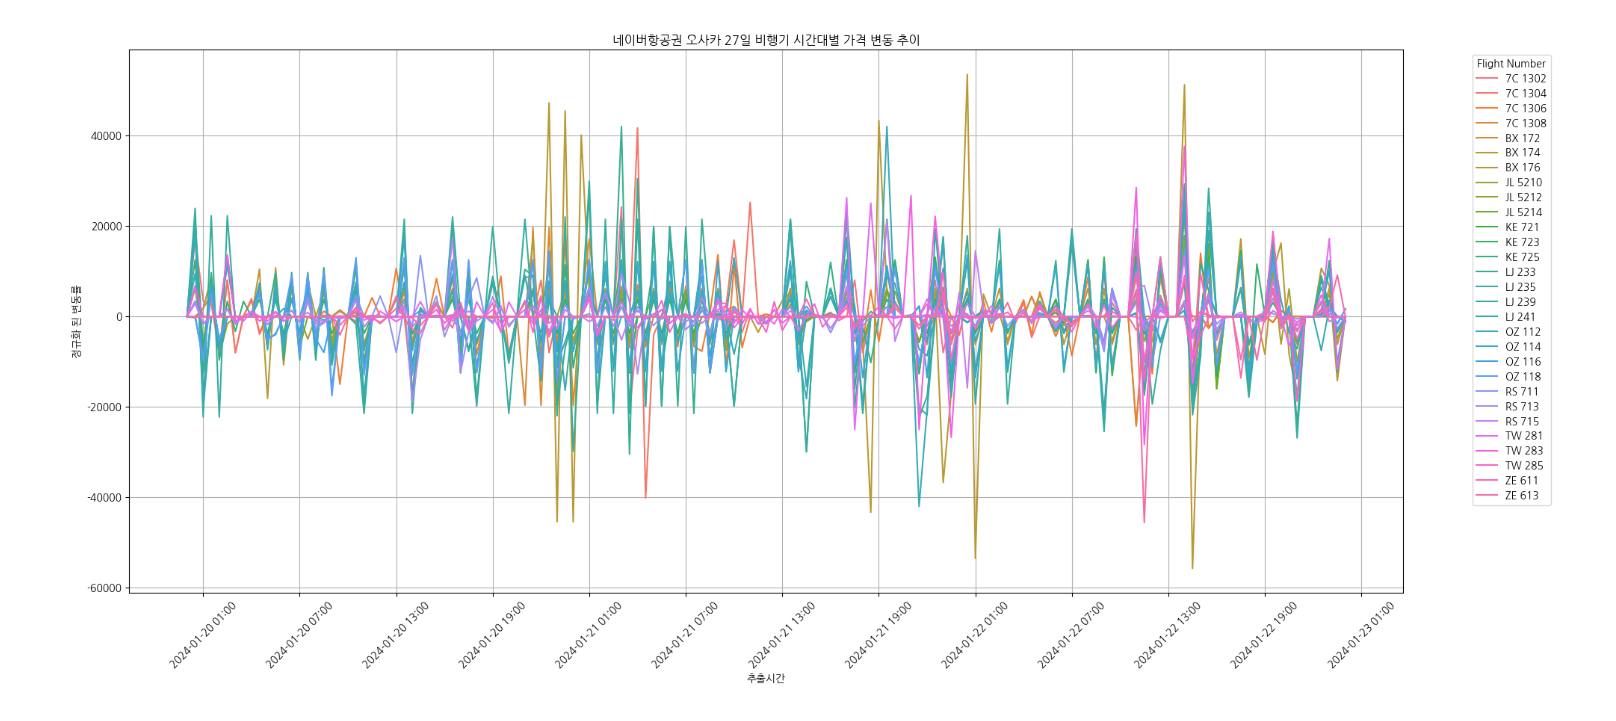 네이버항공권 오사카 27일 비행기 시간대별 가격 변동 추이
정규화 된 변동률
40000
20000
0
-20000
-40000
-60000
2024-01-20 01:00
2024-01-20 07:00
2024-01-20 13:00
2024-01-20 19:00
2024-01-21 01:00
2024-01-21 07:00
2024-01-21 13:00
2024-01-21 19:00
2024-01-22 01:00
2024-01-22 07:00
2024-01-22 13:00
2024-01-22 19:00
2024-01-23 01:00
추출시간
Flight Number
7C 1302
7C 1304
7C 1306
7C 1308
BX 172
BX 174
BX 176
JL 5210
JL 5212
JL 5214
KE 721
KE 723
KE 725
LJ 233
LJ 235
LJ 239
LJ 241
OZ 112
OZ 114
OZ 116
OZ 118
RS 711
RS 713
RS 715
TW 281
TW 283
TW 285
ZE 611
ZE 613